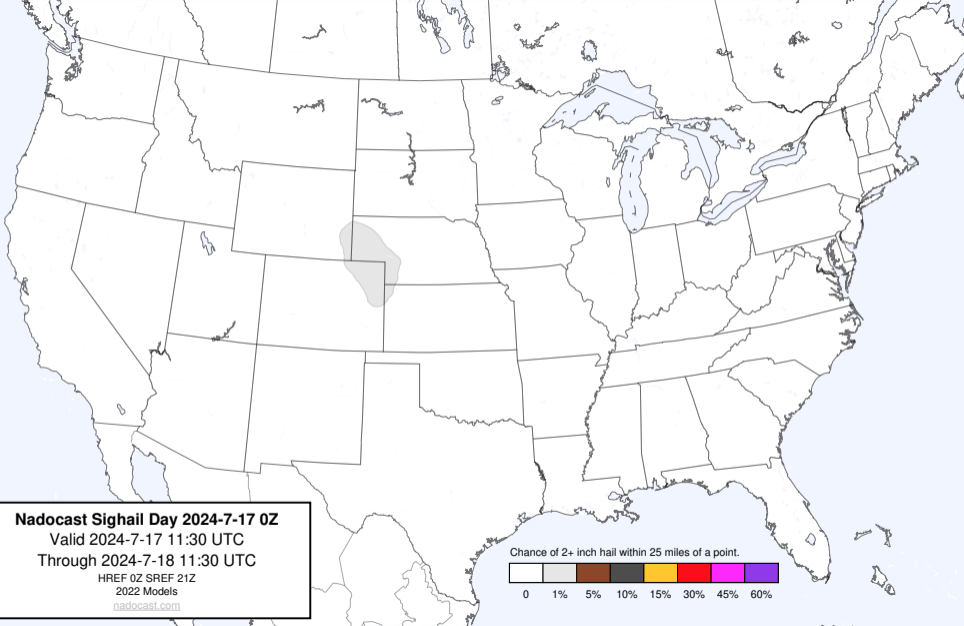 Nadocast Sighail Day 2024-7-17 0Z
Valid 2024-7-17 11:30 UTC
Through 2024-7-18 11:30 UTC
HREF 0Z SREF 21Z
2022 Models
nadocast.com
Chance of 2+ inch hail within 25 miles of a point.
0 1% 5% 10% 15% 30% 45% 60%